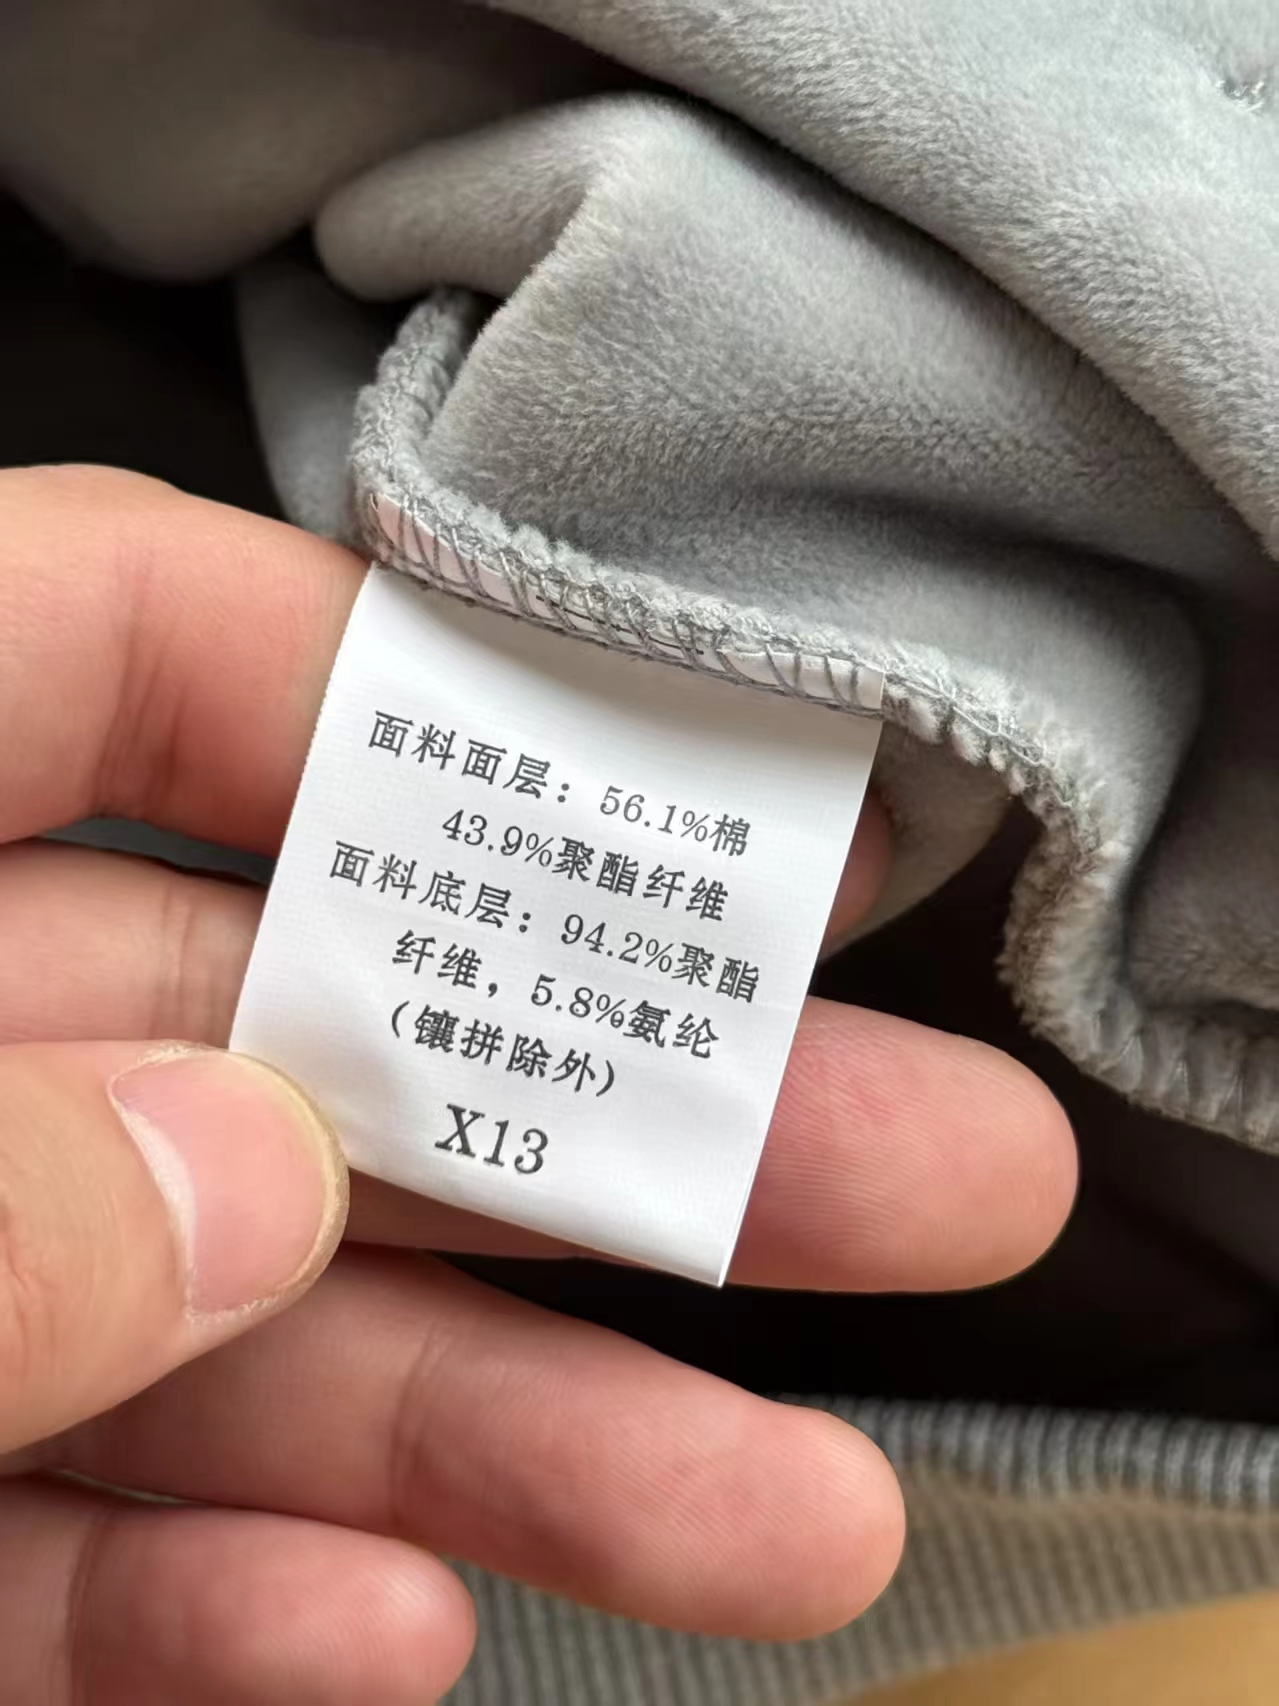 面料面层：56.1%棉
43.9%聚酯纤维
面料底层：94.2%聚酯
纤维，5.8%氨纶
（镶拼除外)
X13